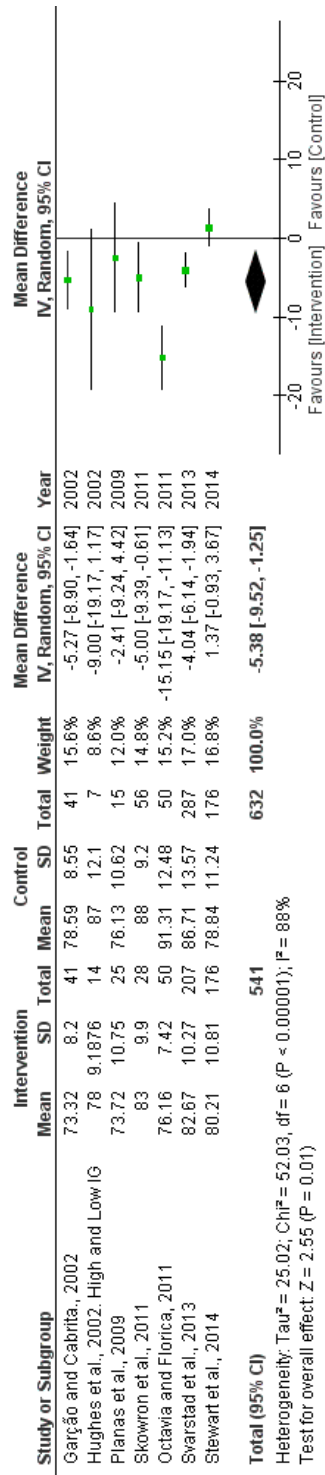 Intervention Control Mean Difference Mean Difference
Study or Subgroup Mean SD Total Mean SD Total Weight IV, Random, 95% CI Year IV, Random, 95% CI
Garção and Cabrita., 2002 73.32 8.2 41 78.59 8.55 41 15.6% -5.27 [-8.90, -1.64] 2002
Hughes et al., 2002. High and Low IG 78 9.1876 14 87 12.1 7 8.6% -9.00 [-19.17, 1.17] 2002
Planas et al., 2009 73.72 10.75 25 76.13 10.62 15 12.0% -2.41 [-9.24, 4.42] 2009
Skowron et al., 2011 83 9.9 28 88 9.2 56 14.8% -5.00 [-9.39, -0.61] 2011
Octavia and Florica, 2011 76.16 7.42 50 91.31 12.48 50 15.2% -15.15 [-19.17, -11.13] 2011
Svarstad et al., 2013 82.67 10.27 207 86.71 13.57 287 17.0% -4.04 [-6.14, -1.94] 2013
Stewart et al., 2014 80.21 10.81 176 78.84 11.24 176 16.8% 1.37 [-0.93, 3.67] 2014
Total (95% CI) 541 632 100.0% -5.38 [-9.52, -1.25]
Heterogeneity: Tau² = 25.02; Chi² = 52.03, df = 6 (P < 0.00001); I² = 88%
Test for overall effect: Z = 2.55 (P = 0.01)
-20 -10 0 10 20
Favours [Intervention] Favours [Control]